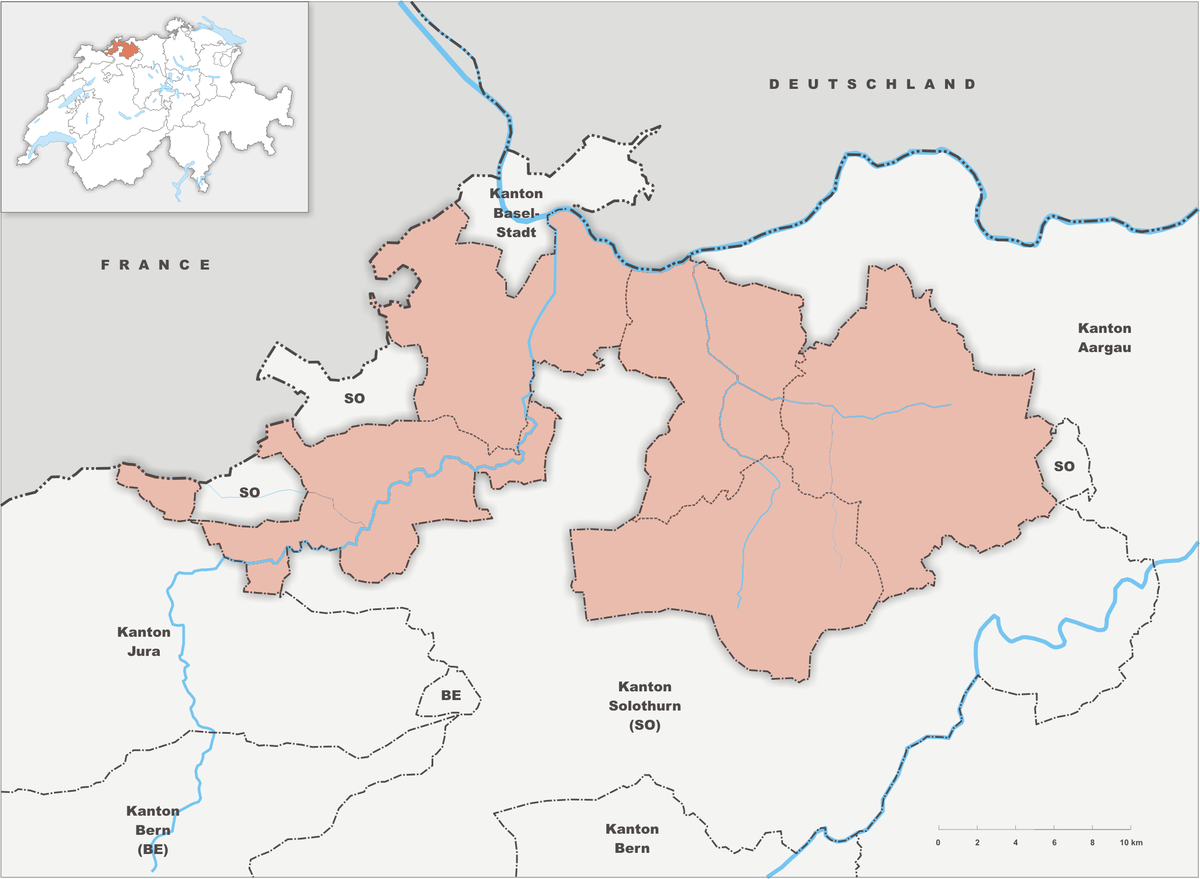 DEUTSCHLAND
Kanton
Basel-
Stadt
FRANCE
Kanton
Aargau
SO
SO
SO
Kanton
Jura
BE
Kanton
Solothurn
(SO)
Kanton
Bern
(BE)
Kanton
Bern
0 2 4 6 8 10 km